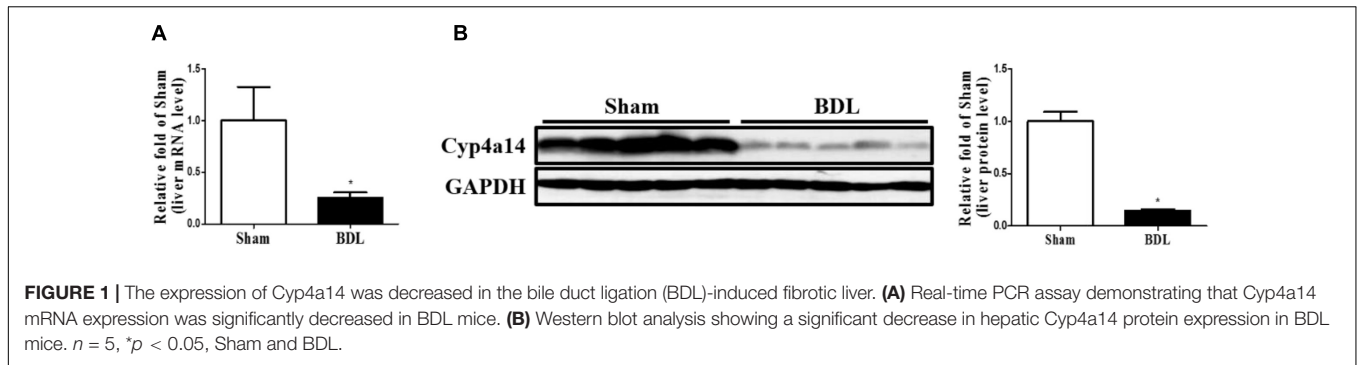 A
B
Relative fold of Sham
(liver mRNA level)
1.5
1.0
0.5
0.0
*
Sham
BDL
Sham
BDL
Cyp4a14
GAPDH
Relative fold of Sham
(liver protein level)
1.5
1.0
0.5
0.0
*
Sham
BDL
FIGURE 1 | The expression of Cyp4a14 was decreased in the bile duct ligation (BDL)-induced fibrotic liver. (A) Real-time PCR assay demonstrating that Cyp4a14
mRNA expression was significantly decreased in BDL mice. (B) Western blot analysis showing a significant decrease in hepatic Cyp4a14 protein expression in BDL
mice. n = 5, *p < 0.05, Sham and BDL.